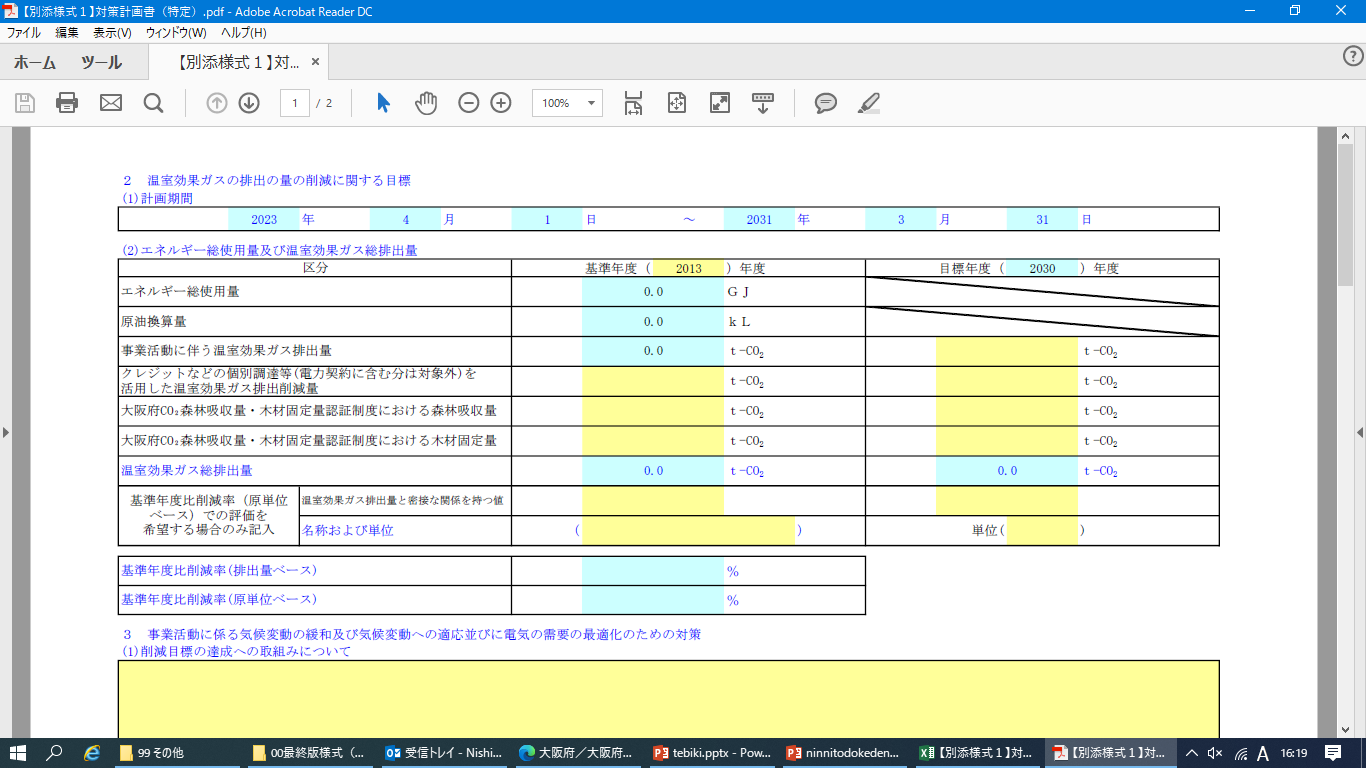 【別添様式１】対策計画書（特定）.pdf - Adobe Acrobat Reader DC
ファイル 編集 表示(V) ウィンドウ(W) ヘルプ(H)
ホーム ツール 【別添様式１】対... ×
1 / 2 100%
２ 温室効果ガスの排出の量の削減に関する目標
(1)計画期間
2023 年 4 月 1 日 ～ 2031 年 3 月 31 日
(2)エネルギー総使用量及び温室効果ガス総排出量
区分 基準年度（ 2013 ）年度 目標年度（ 2030 ）年度
エネルギー総使用量 0.0 ＧＪ
原油換算量 0.0 ｋＬ
事業活動に伴う温室効果ガス排出量 0.0 ｔ-CO₂ ｔ-CO₂
クレジットなどの個別調達等(電力契約に含む分は対象外)を
活用した温室効果ガス排出削減量 ｔ-CO₂ ｔ-CO₂
大阪府CO₂森林吸収量・木材固定量認証制度における森林吸収量 ｔ-CO₂ ｔ-CO₂
大阪府CO₂森林吸収量・木材固定量認証制度における木材固定量 ｔ-CO₂ ｔ-CO₂
温室効果ガス総排出量 0.0 ｔ-CO₂ 0.0 ｔ-CO₂
基準年度比削減率（原単位
ベース）での評価を
希望する場合のみ記入
温室効果ガス排出量と密接な関係を持つ値
名称および単位 （ ） 単位( )
基準年度比削減率(排出量ベース) ％
基準年度比削減率(原単位ベース) ％
３ 事業活動に係る気候変動の緩和及び気候変動への適応並びに電気の需要の最適化のための対策
(1)削減目標の達成への取組みについて
99 その他 00最終版様式（... 受信トレイ - Nishi... 大阪府／大阪府... tebiki.pptx - Pow... ninnitodokeden... 【別添様式１】対... 【別添様式１】対... A 16:19